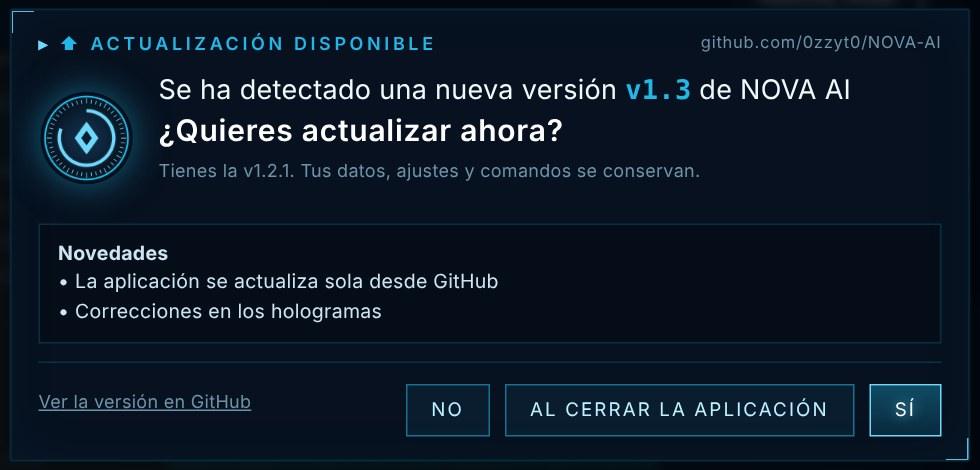 ▶ ⬆ ACTUALIZACIÓN DISPONIBLE
github.com/0zzyt0/NOVA-AI
Se ha detectado una nueva versión v1.3 de NOVA AI
¿Quieres actualizar ahora?
Tienes la v1.2.1. Tus datos, ajustes y comandos se conservan.
Novedades
• La aplicación se actualiza sola desde GitHub
• Correcciones en los hologramas
Ver la versión en GitHub
NO
AL CERRAR LA APLICACIÓN
SÍ